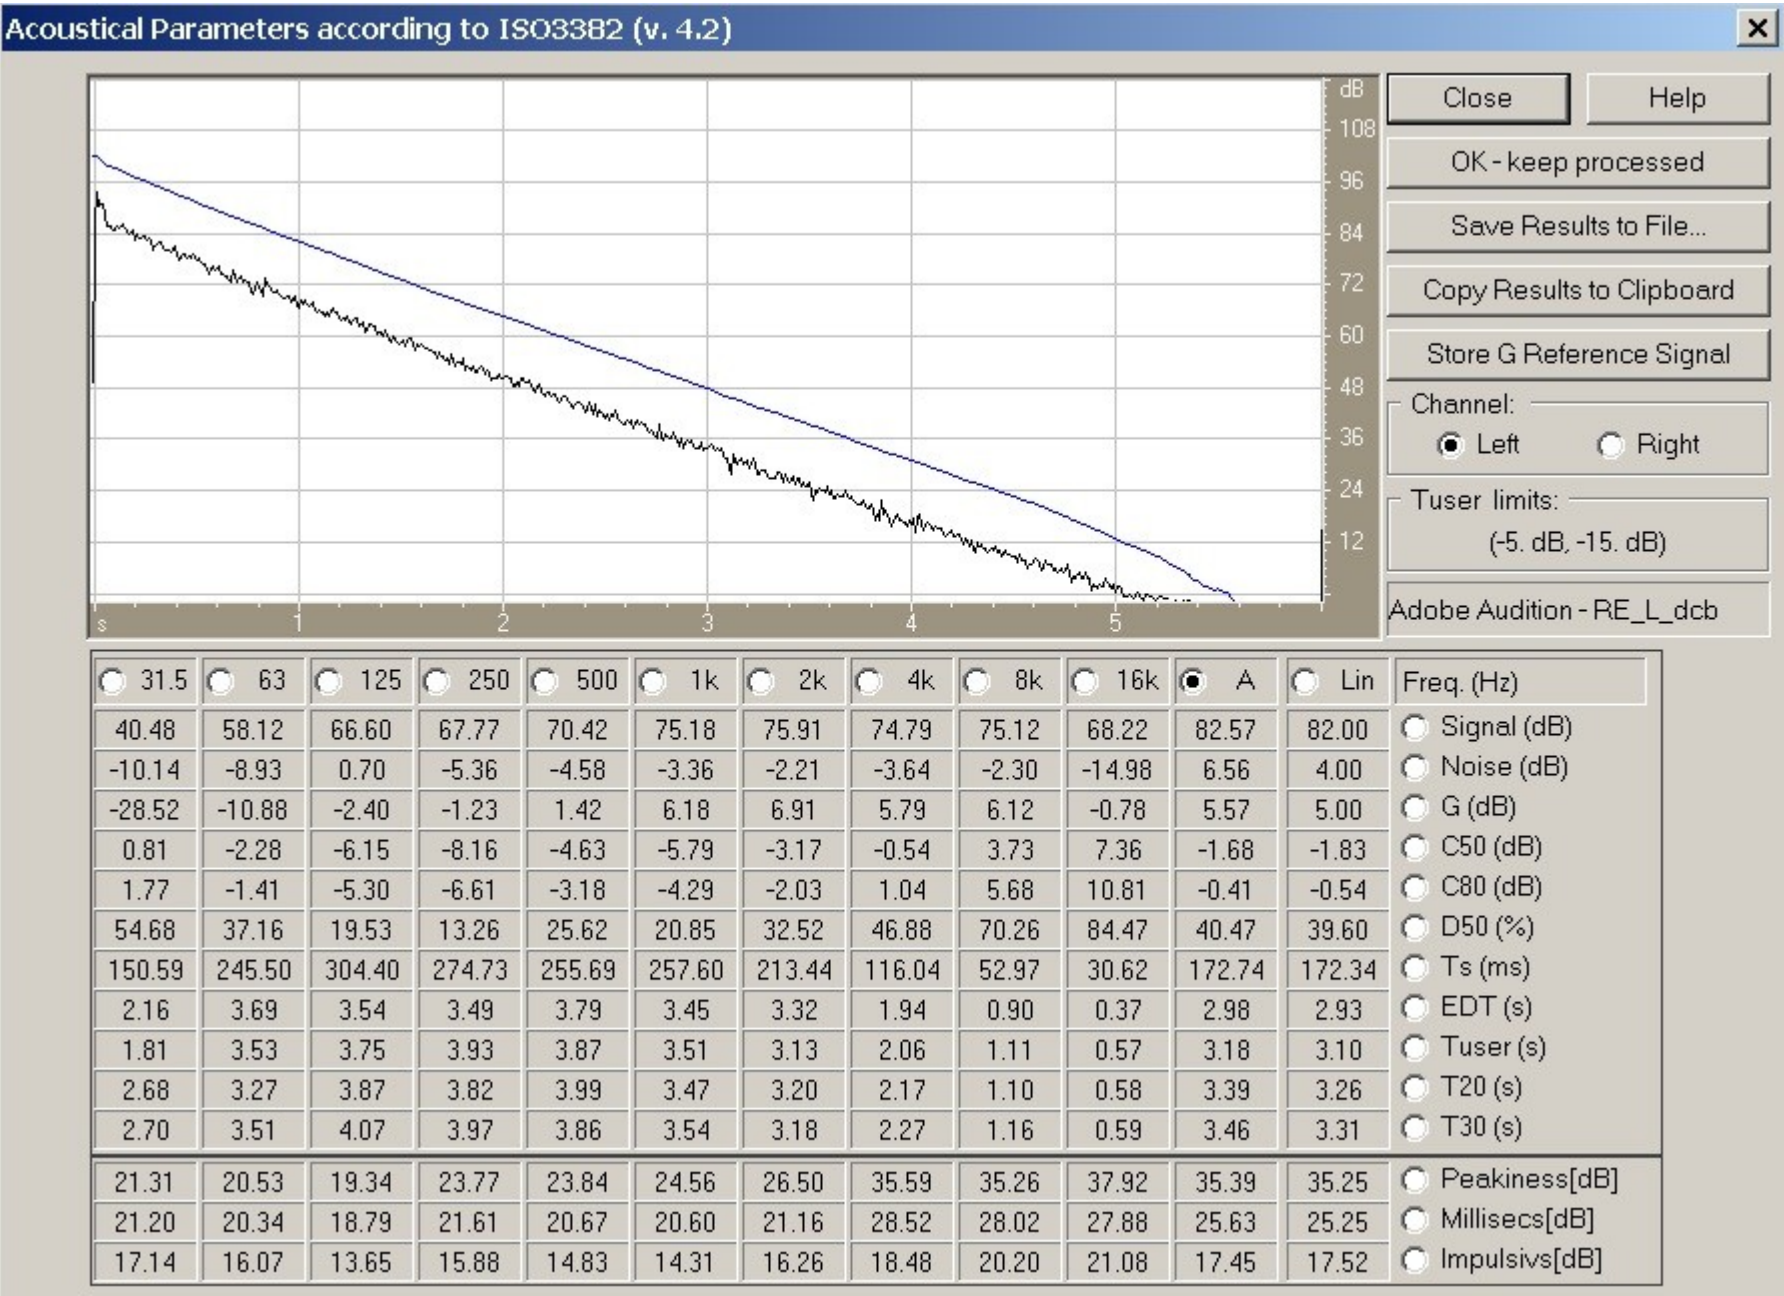 Acoustical Parameters according to ISO3382 (v. 4.2)
dB
108
96
84
72
60
48
36
24
12
s 1 2 3 4 5
Close Help
OK - keep processed
Save Results to File...
Copy Results to Clipboard
Store G Reference Signal
Channel:
Left Right
Tuser limits:
(-5. dB, -15. dB)
Adobe Audition - RE_L_dcb
31.5 63 125 250 500 1k 2k 4k 8k 16k A Lin Freq. (Hz)
40.48 58.12 66.60 67.77 70.42 75.18 75.91 74.79 75.12 68.22 82.57 82.00 Signal (dB)
-10.14 -8.93 0.70 -5.36 -4.58 -3.36 -2.21 -3.64 -2.30 -14.98 6.56 4.00 Noise (dB)
-28.52 -10.88 -2.40 -1.23 1.42 6.18 6.91 5.79 6.12 -0.78 5.57 5.00 G (dB)
0.81 -2.28 -6.15 -8.16 -4.63 -5.79 -3.17 -0.54 3.73 7.36 -1.68 -1.83 C50 (dB)
1.77 -1.41 -5.30 -6.61 -3.18 -4.29 -2.03 1.04 5.68 10.81 -0.41 -0.54 C80 (dB)
54.68 37.16 19.53 13.26 25.62 20.85 32.52 46.88 70.26 84.47 40.47 39.60 D50 (%)
150.59 245.50 304.40 274.73 255.69 257.60 213.44 116.04 52.97 30.62 172.74 172.34 Ts (ms)
2.16 3.69 3.54 3.49 3.79 3.45 3.32 1.94 0.90 0.37 2.98 2.93 EDT (s)
1.81 3.53 3.75 3.93 3.87 3.51 3.13 2.06 1.11 0.57 3.18 3.10 Tuser (s)
2.68 3.27 3.87 3.82 3.99 3.47 3.20 2.17 1.10 0.58 3.39 3.26 T20 (s)
2.70 3.51 4.07 3.97 3.86 3.54 3.18 2.27 1.16 0.59 3.46 3.31 T30 (s)
21.31 20.53 19.34 23.77 23.84 24.56 26.50 35.59 35.26 37.92 35.39 35.25 Peakiness[dB]
21.20 20.34 18.79 21.61 20.67 20.60 21.16 28.52 28.02 27.88 25.63 25.25 Millisecs[dB]
17.14 16.07 13.65 15.88 14.83 14.31 16.26 18.48 20.20 21.08 17.45 17.52 Impulsivs[dB]